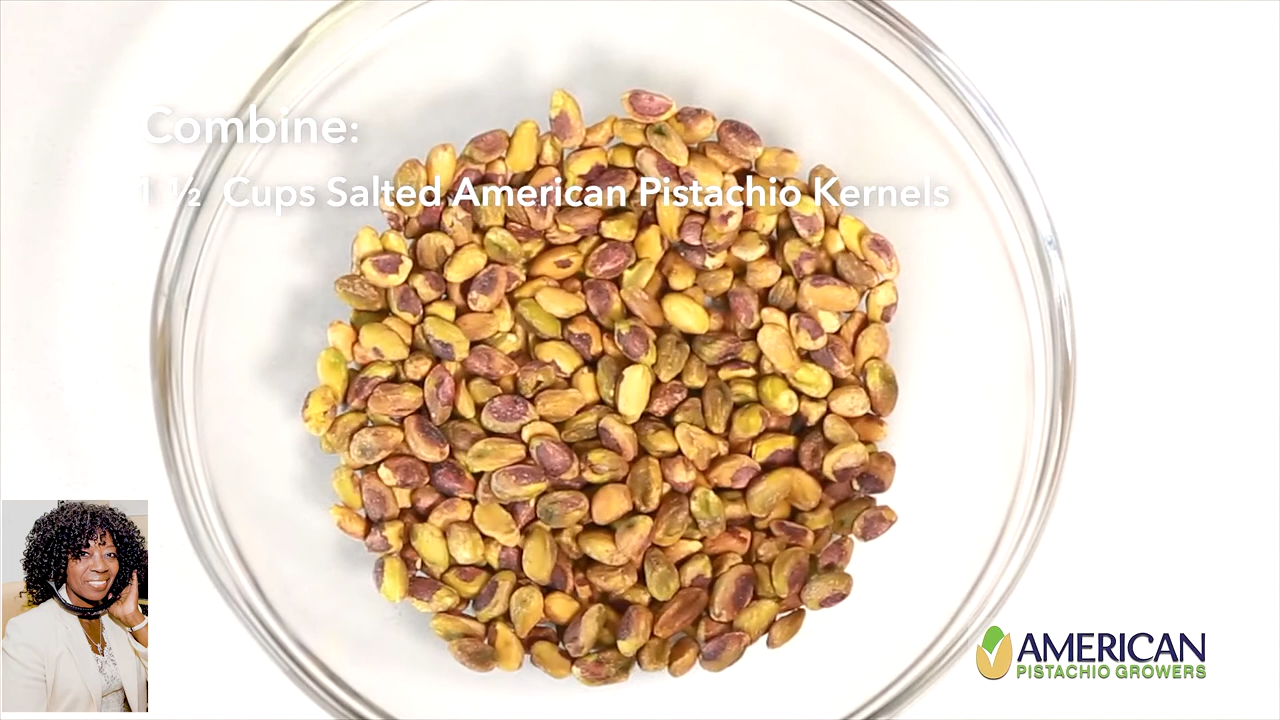 Combine:
1 ½ Cups Salted American Pistachio Kernels
AMERICAN
PISTACHIO GROWERS